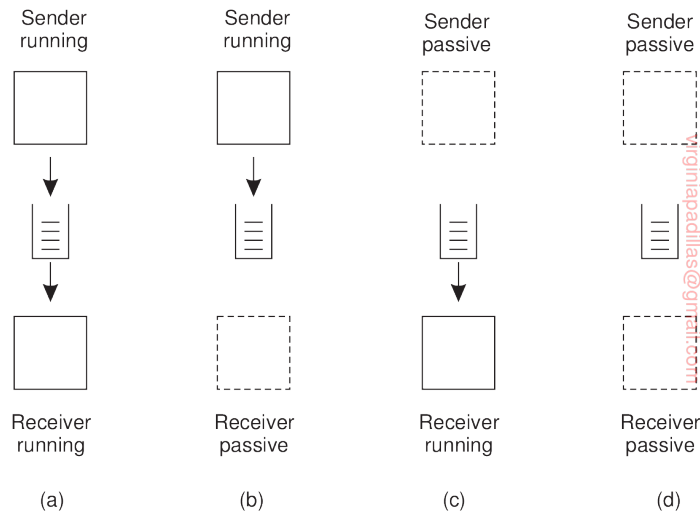 Sender
running
Sender
running
Sender
passive
Sender
passive
Receiver
running
Receiver
passive
Receiver
running
Receiver
passive
(a)
(b)
(c)
(d)
virginiapadillas@gmail.com